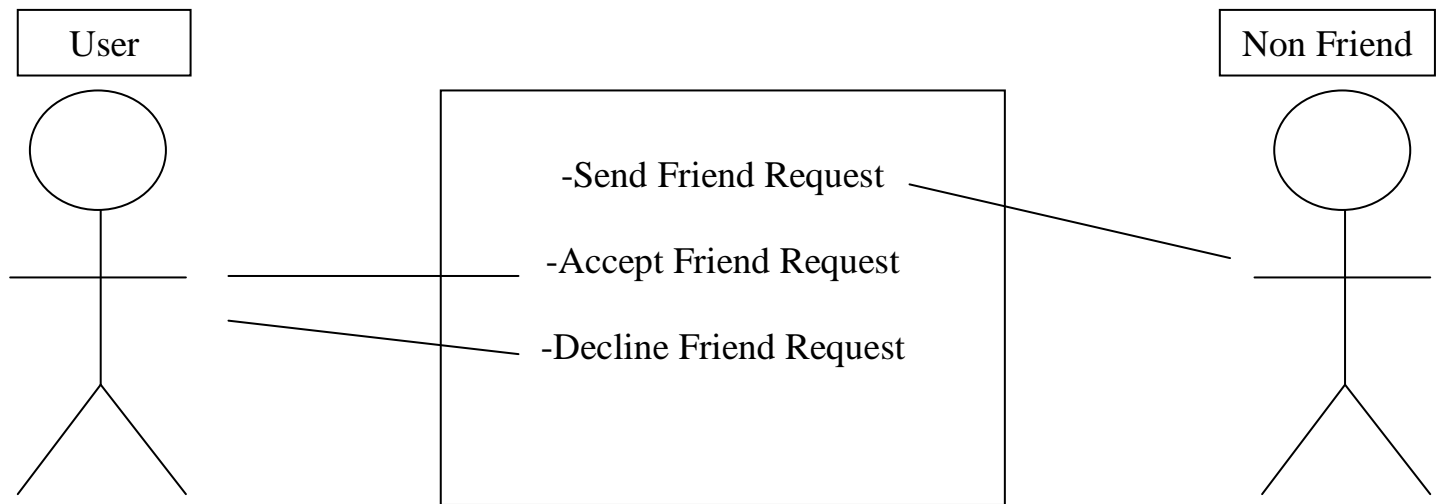 User
Non Friend
-Send Friend Request
-Accept Friend Request
-Decline Friend Request